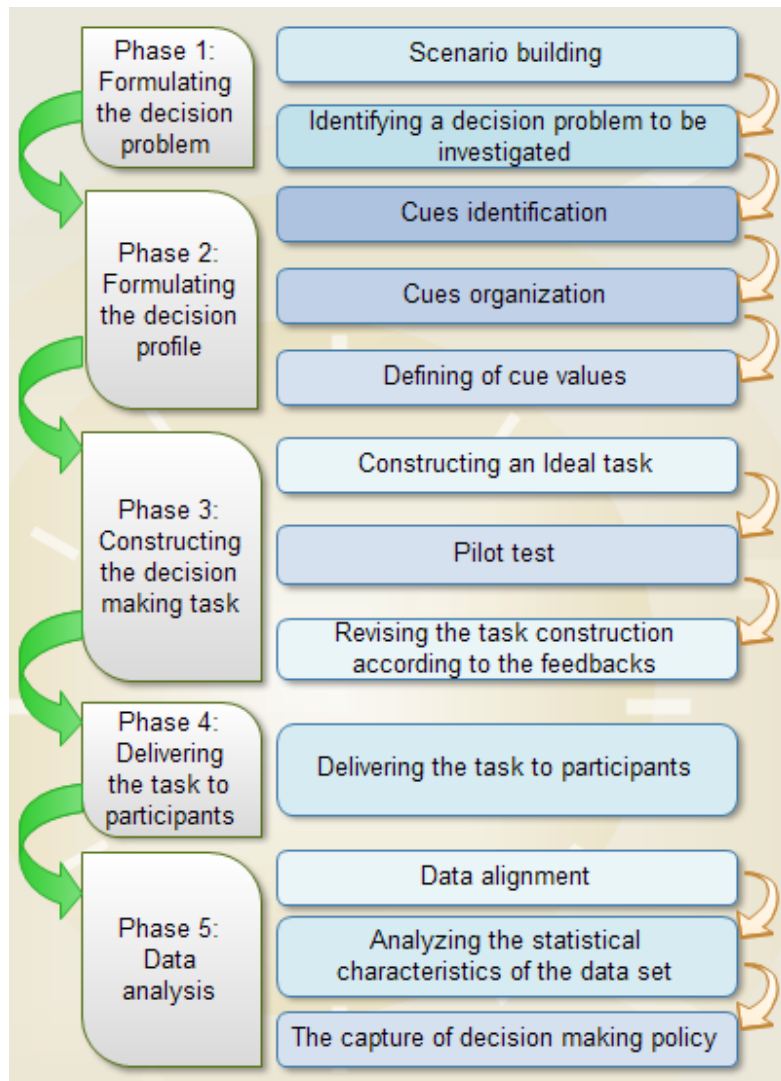 Phase 1:
Formulating
the decision
problem
Scenario building
Identifying a decision problem to be
investigated
Phase 2:
Formulating
the decision
profile
Cues identification
Cues organization
Defining of cue values
Phase 3:
Constructing
the decision
making task
Constructing an Ideal task
Pilot test
Revising the task construction
according to the feedbacks
Phase 4:
Delivering
the task to
participants
Delivering the task to participants
Phase 5:
Data
analysis
Data alignment
Analyzing the statistical
characteristics of the data set
The capture of decision making policy